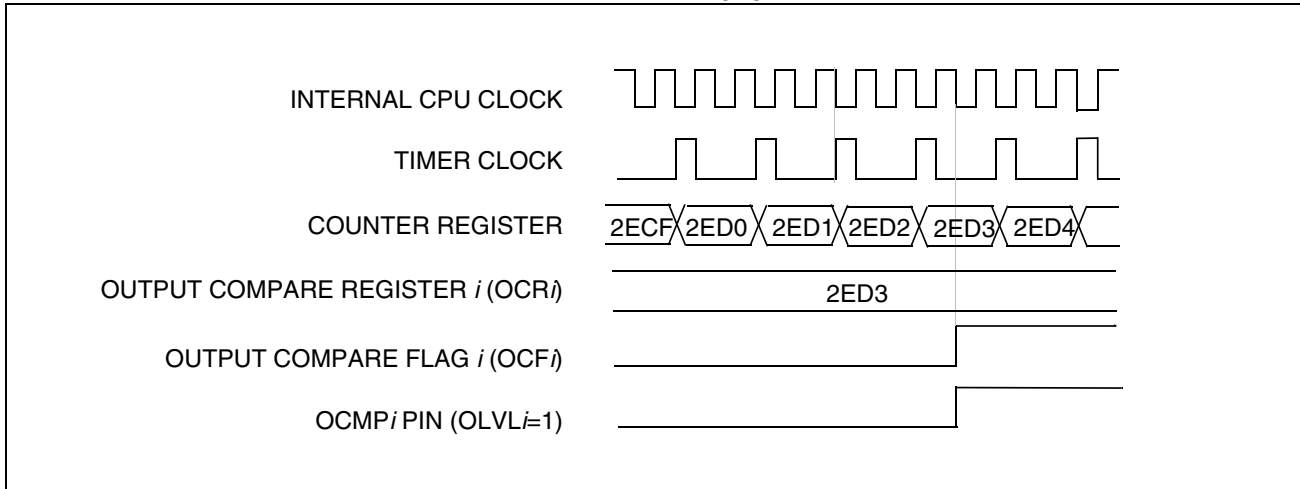 INTERNAL CPU CLOCK
TIMER CLOCK
COUNTER REGISTER 2ECF 2ED0 2ED1 2ED2 2ED3 2ED4
OUTPUT COMPARE REGISTER i (OCRi) 2ED3
OUTPUT COMPARE FLAG i (OCFi)
OCMPi PIN (OLVLi=1)